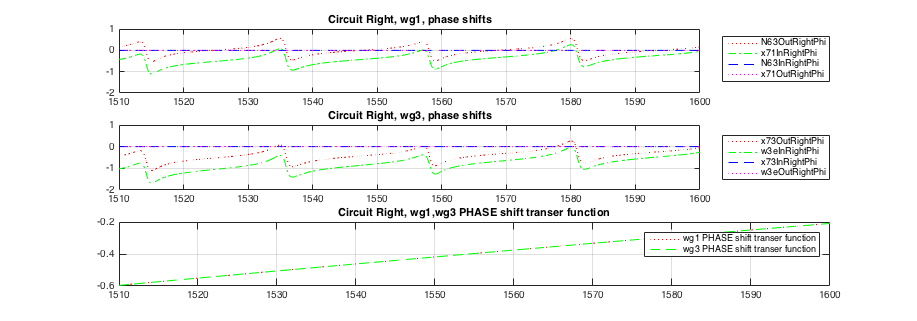 Circuit Right, wg1, phase shifts
1
0
-1
-2
1510 1520 1530 1540 1550 1560 1570 1580 1590 1600
N63OutRightPhi
x71InRightPhi
N63InRightPhi
x71OutRightPhi
Circuit Right, wg3, phase shifts
1
0
-1
-2
1510 1520 1530 1540 1550 1560 1570 1580 1590 1600
x73OutRightPhi
w3eInRightPhi
x73InRightPhi
w3eOutRightPhi
Circuit Right, wg1,wg3 PHASE shift transer function
-0.2
-0.4
-0.6
1510 1520 1530 1540 1550 1560 1570 1580 1590 1600
wg1 PHASE shift transer function
wg3 PHASE shift transer function